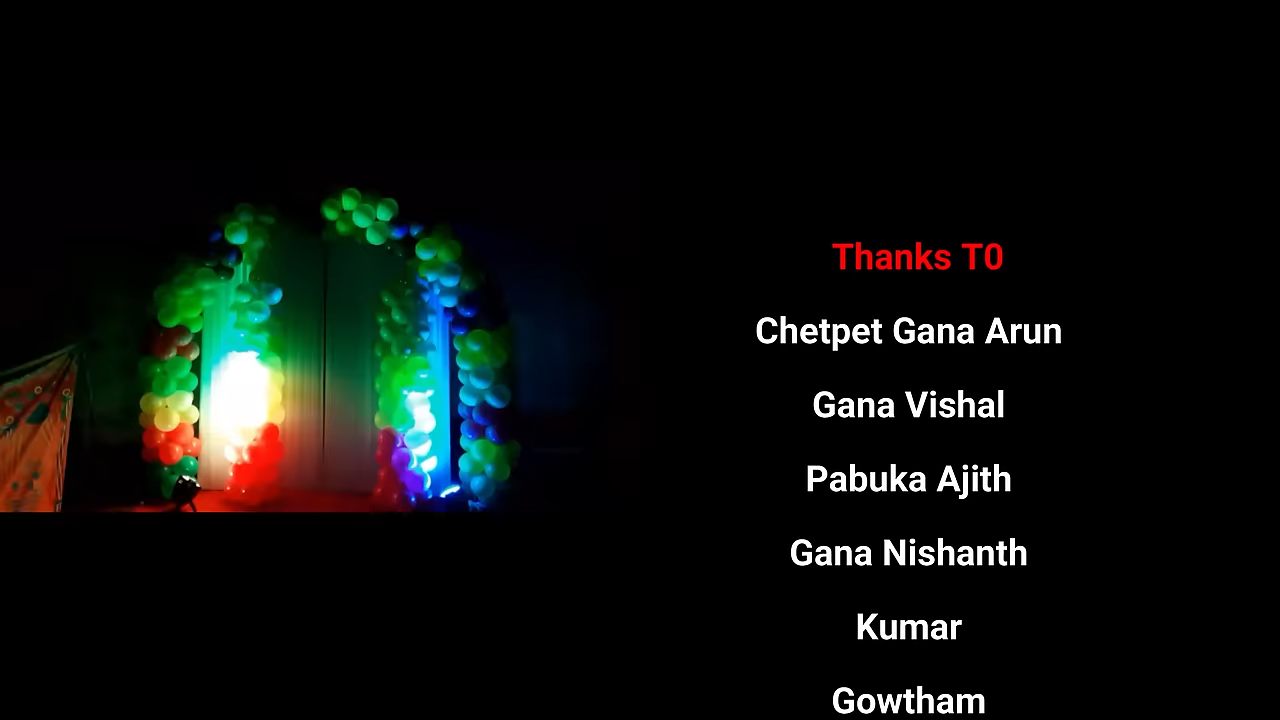 Thanks T0
Chetpet Gana Arun
Gana Vishal
Pabuka Ajith
Gana Nishanth
Kumar
Gowtham